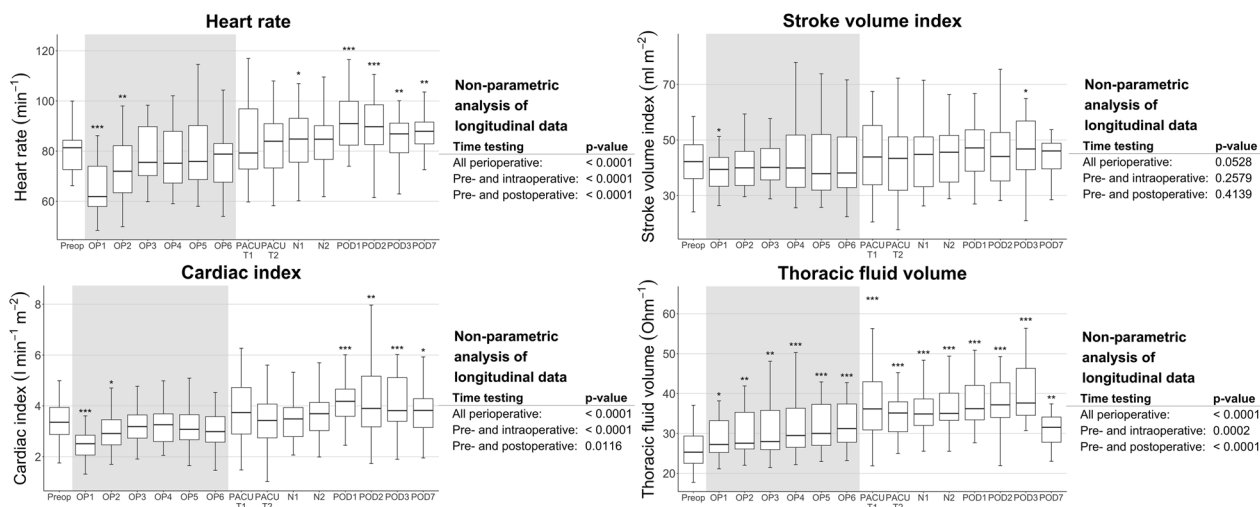 Heart rate
Heart rate (min⁻¹)
120
100
80
60
***
**
*
***
**
**
**
Preop OP1 OP2 OP3 OP4 OP5 OP6 PACU T1 PACU T2 N1 N2 POD1 POD2 POD3 POD7
Non-parametric
analysis of
longitudinal data
Time testing p-value
All perioperative: < 0.0001
Pre- and intraoperative: < 0.0001
Pre- and postoperative: < 0.0001
Stroke volume index
Stroke volume index (ml m⁻²)
70
50
30
*
*
Preop OP1 OP2 OP3 OP4 OP5 OP6 PACU T1 PACU T2 N1 N2 POD1 POD2 POD3 POD7
Non-parametric
analysis of
longitudinal data
Time testing p-value
All perioperative: 0.0528
Pre- and intraoperative: 0.2579
Pre- and postoperative: 0.4139
Cardiac index
Cardiac index (l min⁻¹ m⁻²)
8
6
4
2
***
*
***
**
***
*
Preop OP1 OP2 OP3 OP4 OP5 OP6 PACU T1 PACU T2 N1 N2 POD1 POD2 POD3 POD7
Non-parametric
analysis of
longitudinal data
Time testing p-value
All perioperative: < 0.0001
Pre- and intraoperative: < 0.0001
Pre- and postoperative: 0.0116
Thoracic fluid volume
Thoracic fluid volume (Ohm⁻¹)
60
50
40
30
20
*
**
**
***
***
***
***
***
***
***
***
***
***
**
Preop OP1 OP2 OP3 OP4 OP5 OP6 PACU T1 PACU T2 N1 N2 POD1 POD2 POD3 POD7
Non-parametric
analysis of
longitudinal data
Time testing p-value
All perioperative: < 0.0001
Pre- and intraoperative: 0.0002
Pre- and postoperative: < 0.0001